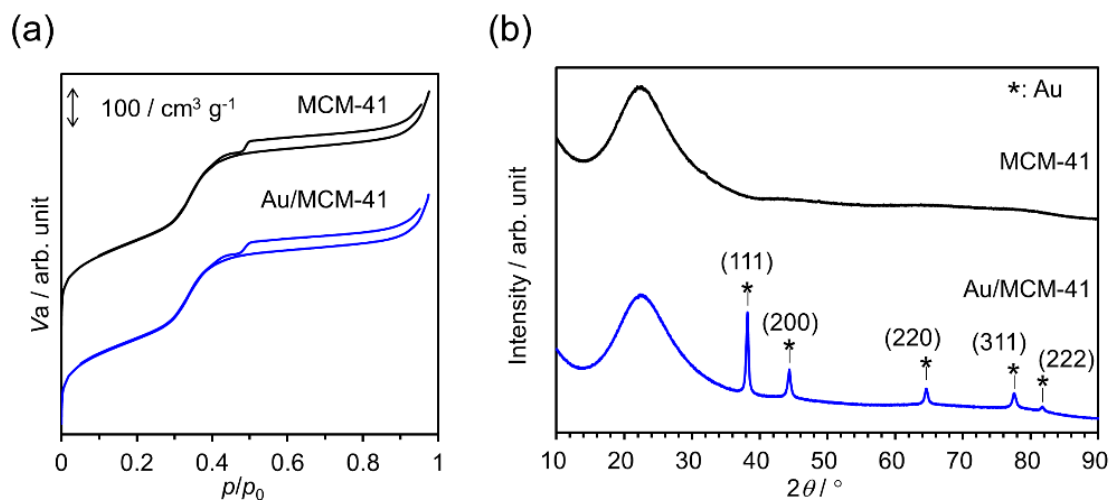 (a)
100 / cm³ g⁻¹
MCM-41
Au/MCM-41
Va / arb. unit
0
0.2
0.4
0.6
0.8
1
p/p₀
(b)
*: Au
MCM-41
Au/MCM-41
(111)
*
(200)
*
(220)
*
(311)
*
(222)
*
Intensity / arb. unit
10
20
30
40
50
60
70
80
90
2θ / °